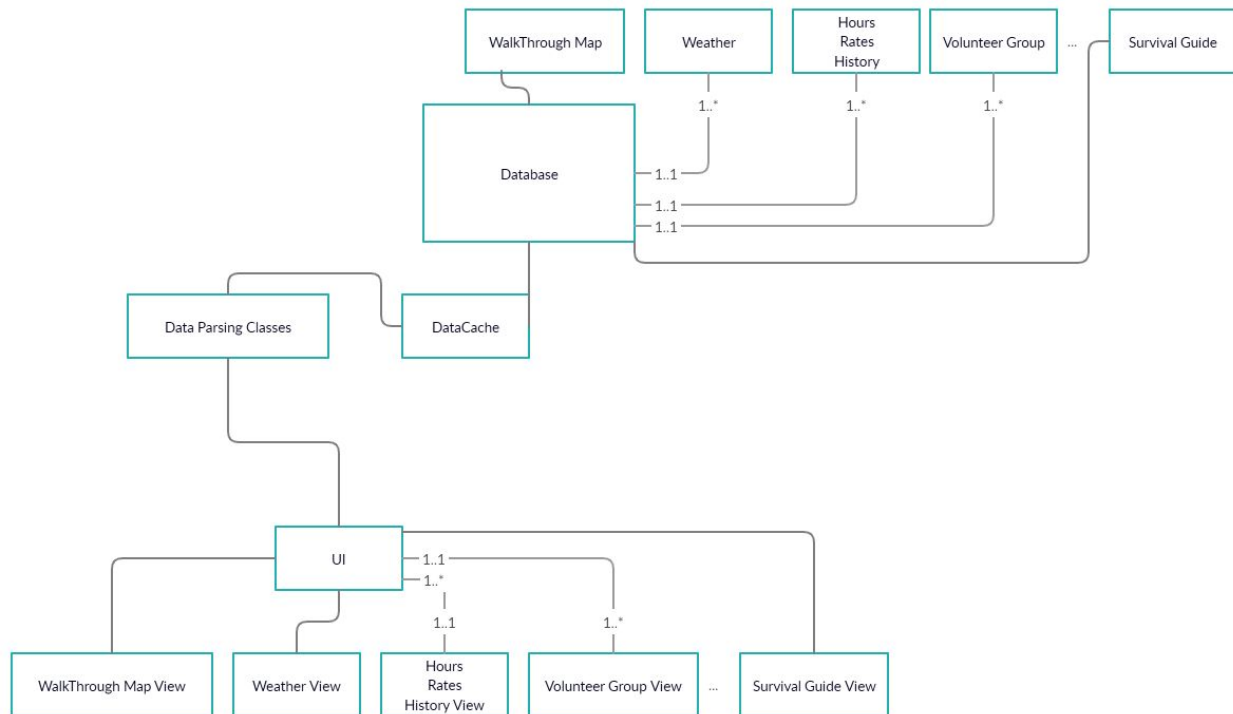 WalkThrough Map
Weather
Hours
Rates
History
Volunteer Group
...
Survival Guide
1..*
1..*
1..*
Database
1..1
1..1
1..1
Data Parsing Classes
DataCache
UI
1..1
1..*
1..1
1..*
WalkThrough Map View
Weather View
Hours
Rates
History View
Volunteer Group View
...
Survival Guide View